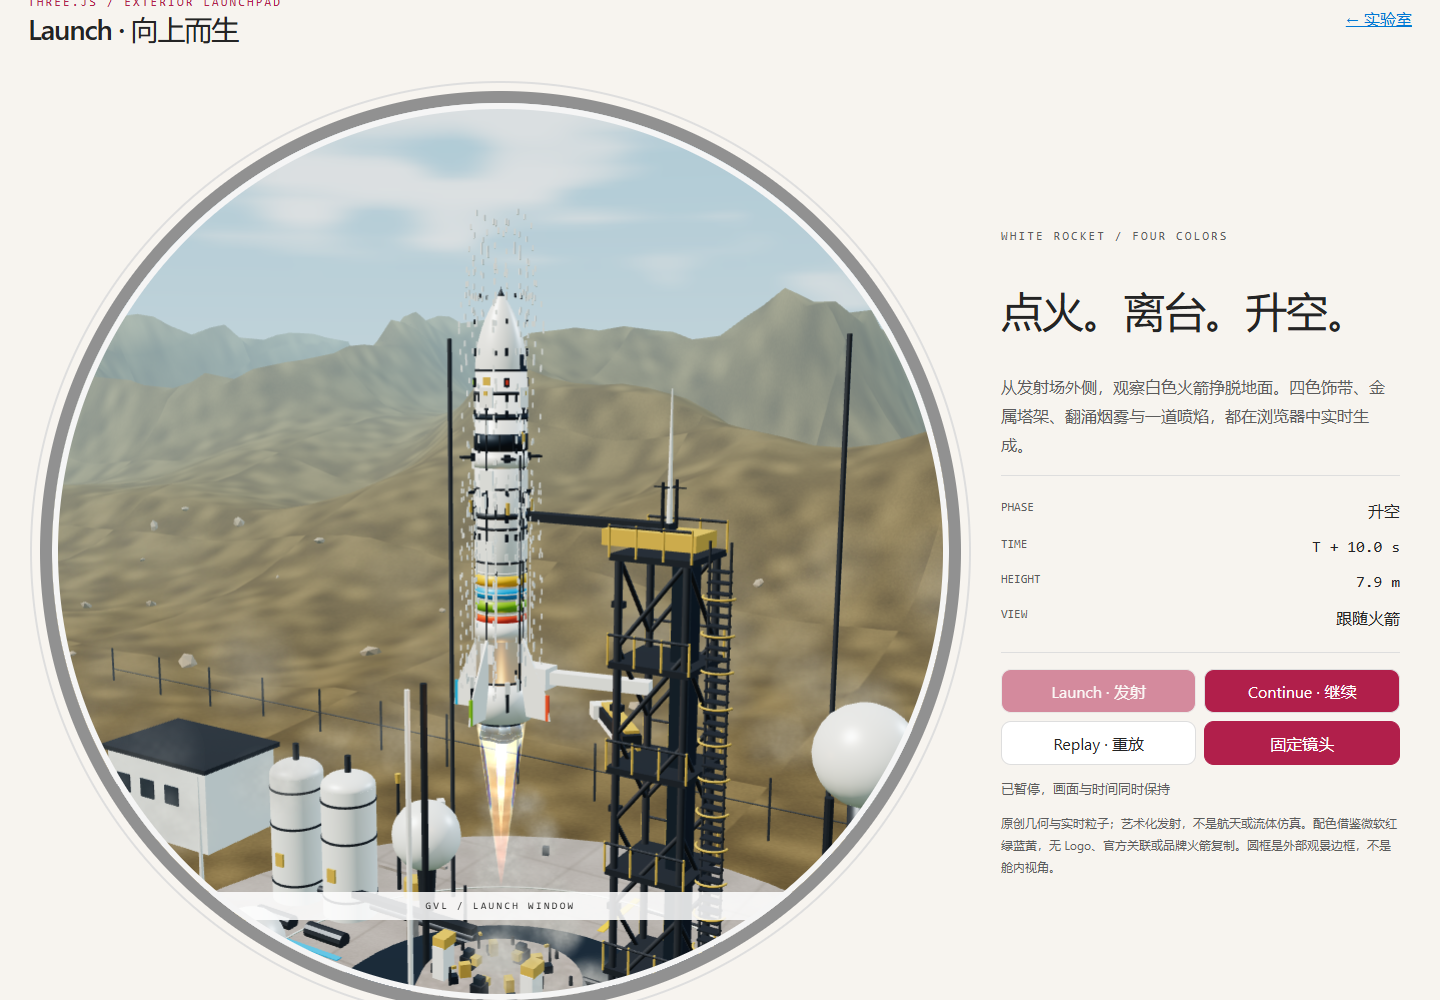 THREE.JS / EXTERIOR LAUNCHPAD
Launch · 向上而生
← 实验室
WHITE ROCKET / FOUR COLORS
点火。离台。升空。
从发射场外侧，观察白色火箭挣脱地面。四色饰带、金
属塔架、翻涌烟雾与一道喷焰，都在浏览器中实时生
成。
PHASE 升空
TIME T + 10.0 s
HEIGHT 7.9 m
VIEW 跟随火箭
Launch · 发射 Continue · 继续
Replay · 重放 固定镜头
已暂停，画面与时间同时保持
原创几何与实时粒子；艺术化发射，不是航天或流体仿真。配色借鉴微软红
绿蓝黄，无 Logo、官方关联或品牌火箭复制。圆框是外部观景边框，不是
舱内视角。
GVL / LAUNCH WINDOW